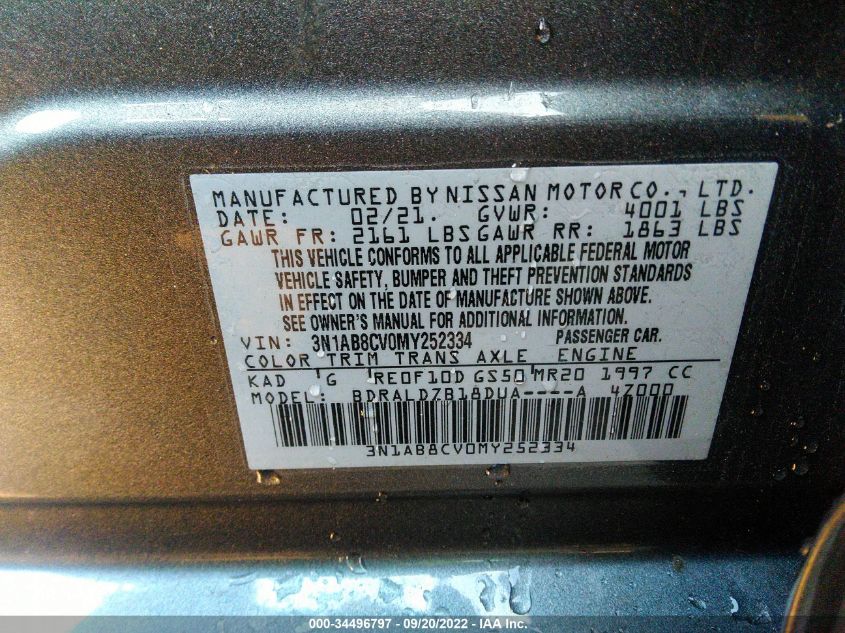 MANUFACTURED BY NISSAN MOTOR CO., LTD.
DATE: 02/21. GVWR: 4001 LBS
GAWR FR: 2161 LBS GAWR RR: 1863 LBS
THIS VEHICLE CONFORMS TO ALL APPLICABLE FEDERAL MOTOR
VEHICLE SAFETY, BUMPER AND THEFT PREVENTION STANDARDS
IN EFFECT ON THE DATE OF MANUFACTURE SHOWN ABOVE.
SEE OWNER'S MANUAL FOR ADDITIONAL INFORMATION.
VIN: 3N1AB8CV0MY252334 PASSENGER CAR.
COLOR TRIM TRANS AXLE ENGINE
KAD G RE0F10D GS50 MR20 1997 CC
MODEL: BDRALDZB18DUA----A 4Z000
3N1AB8CV0MY252334
000-34496797 - 09/20/2022 - IAA, Inc.